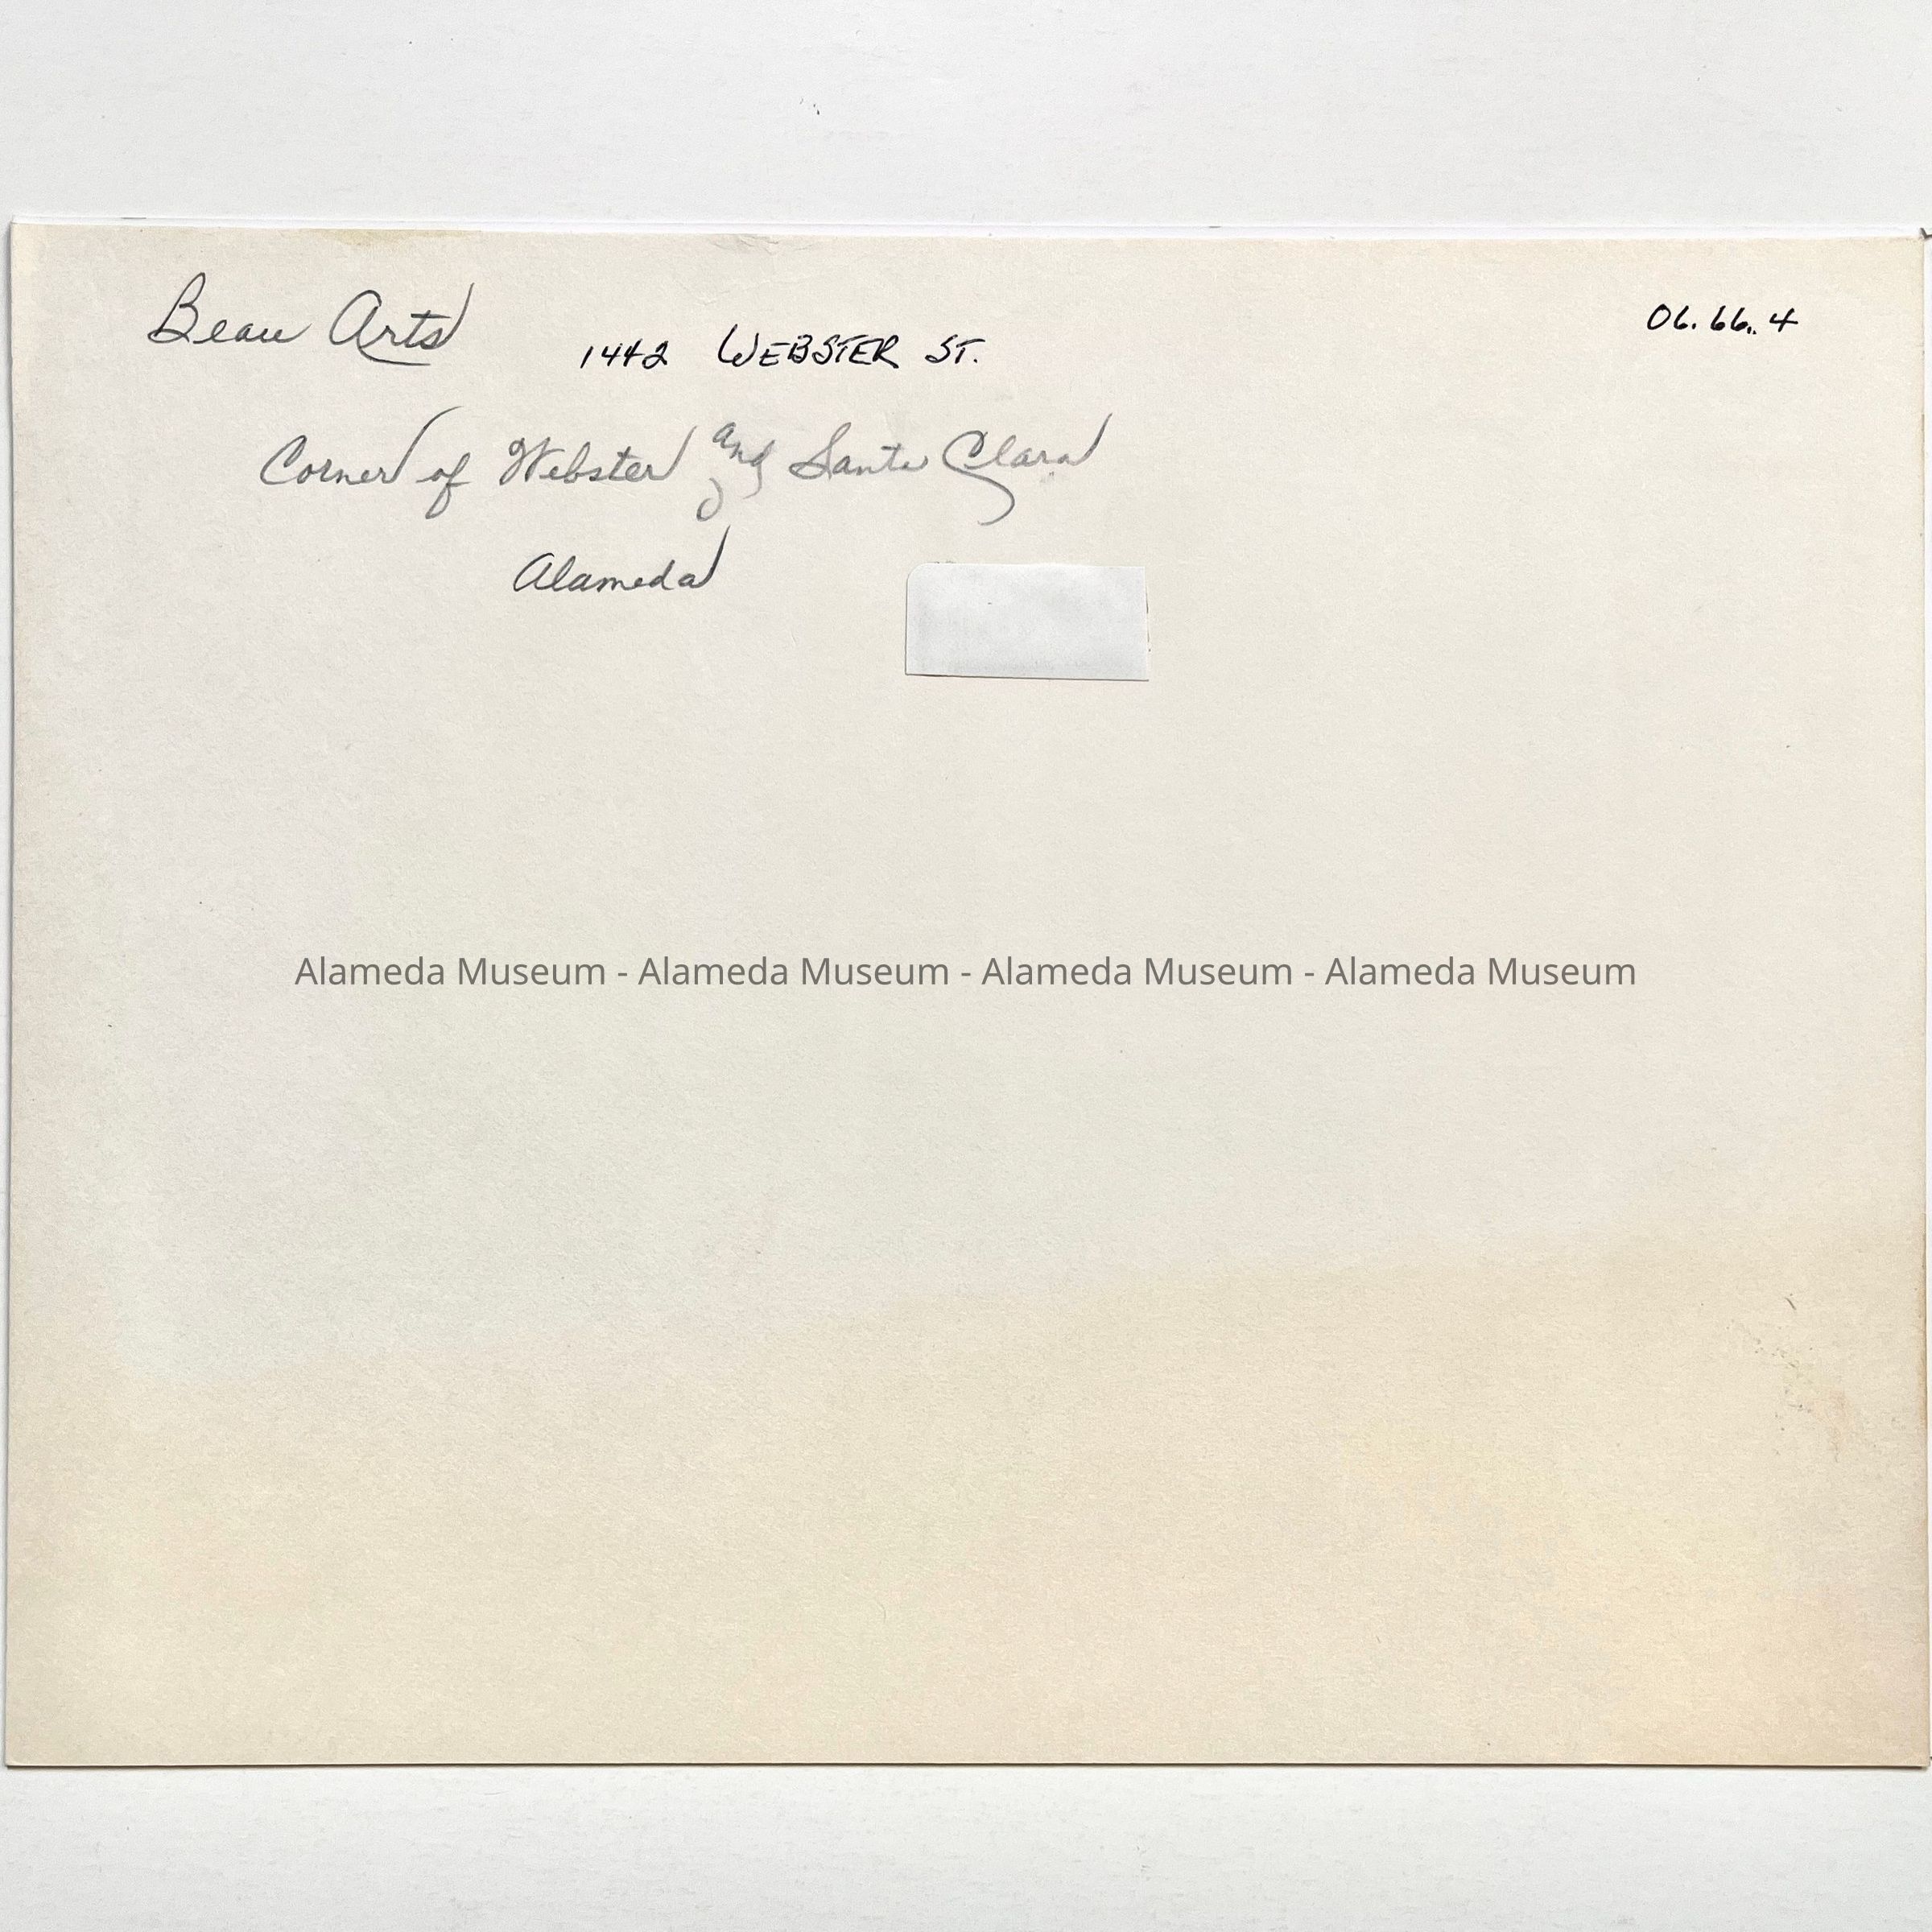 Beau Arts
1442 WEBSTER ST.
06.66.4
Corner of Webster and Santa Clara
Alameda
Alameda Museum - Alameda Museum - Alameda Museum - Alameda Museum